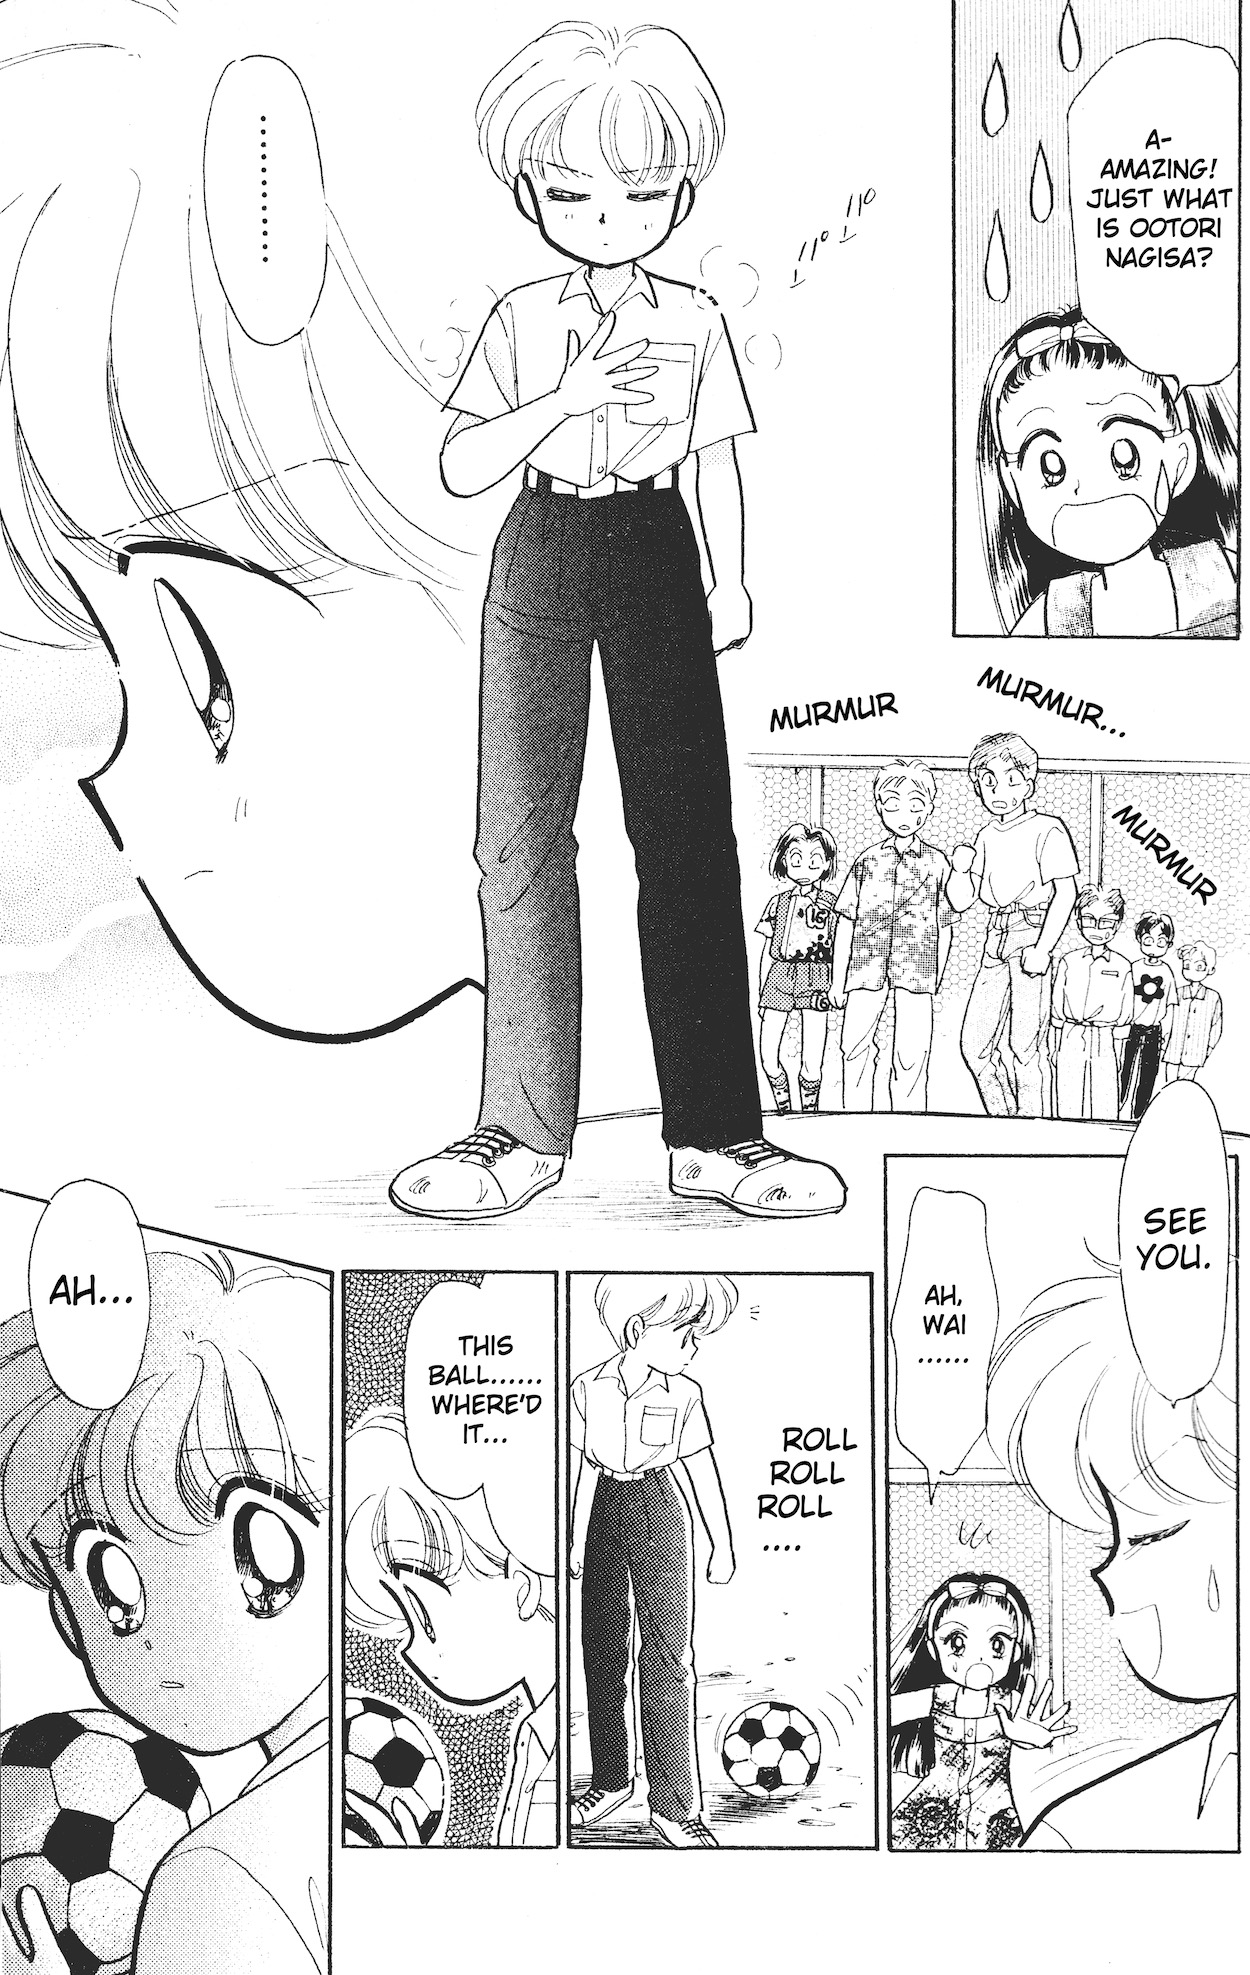 A-
AMAZING!
JUST WHAT
IS OOTORI
NAGISA?
..........
MURMUR...
MURMUR
MURMUR
16
16
SEE
YOU.
AH,
WAI
......
ROLL
ROLL
ROLL
....
THIS
BALL......
WHERE'D
IT...
AH...